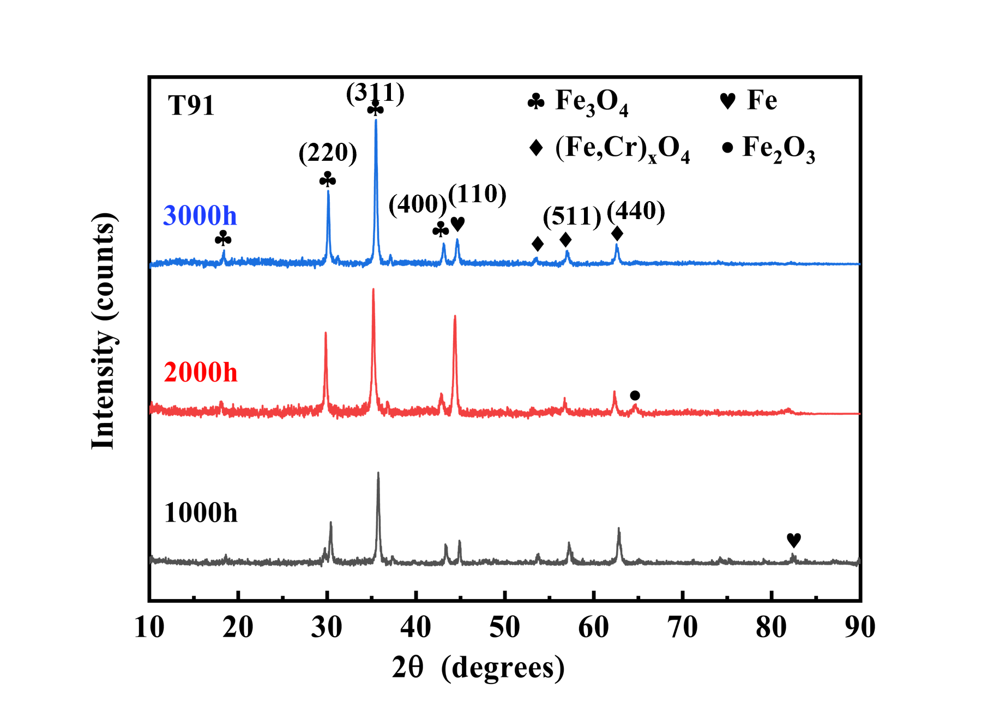 T91
(311)
♣ Fe₃O₄ ♥ Fe
♦ (Fe,Cr)ₓO₄ ● Fe₂O₃
(220)
(400)
(110)
(511)
(440)
3000h
2000h
1000h
Intensity (counts)
10 20 30 40 50 60 70 80 90
2θ (degrees)